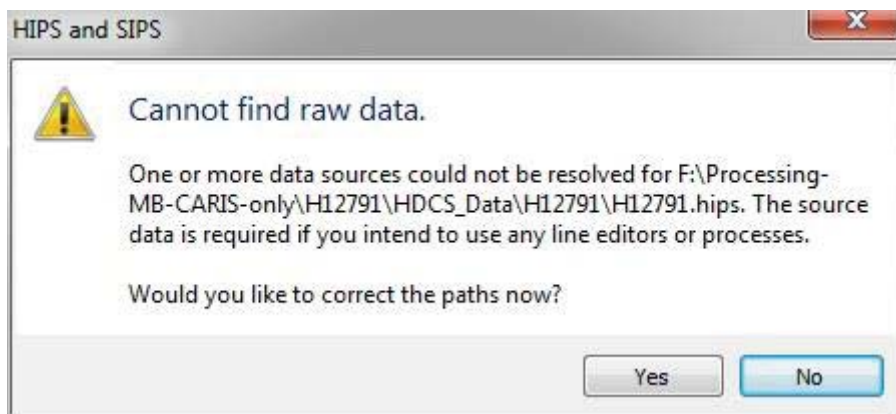 HIPS and SIPS
Cannot find raw data.
One or more data sources could not be resolved for F:\Processing-
MB-CARIS-only\H12791\HDCS_Data\H12791\H12791.hips. The source
data is required if you intend to use any line editors or processes.
Would you like to correct the paths now?
Yes No